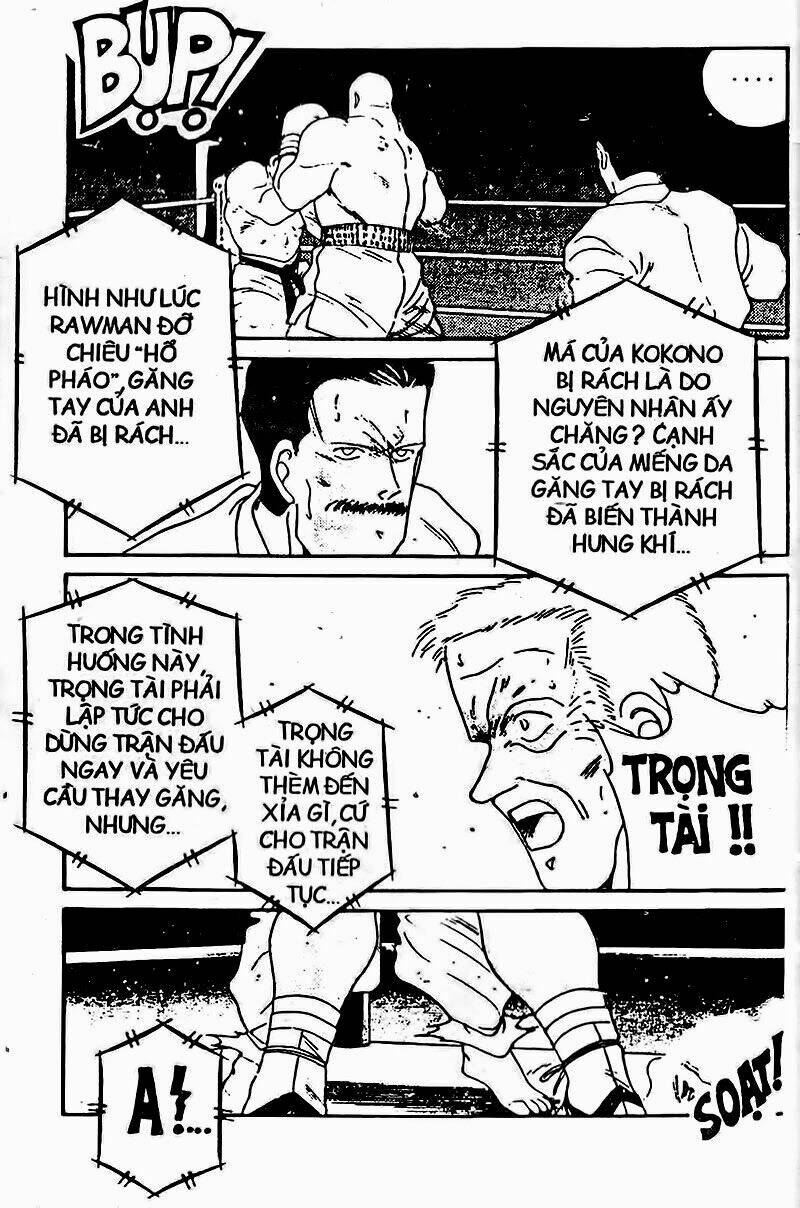 BỤP!
....
HÌNH NHƯ LÚC
RAWMAN ĐỠ
CHIÊU "HỔ
PHÁO", GĂNG
TAY CỦA ANH
ĐÃ BỊ RÁCH...
MÁ CỦA KOKONO
BỊ RÁCH LÀ DO
NGUYÊN NHÂN ẤY
CHĂNG? CẠNH
SẮC CỦA MIẾNG DA
GĂNG TAY BỊ RÁCH
ĐÃ BIẾN THÀNH
HUNG KHÍ...
TRONG TÌNH
HUỐNG NÀY,
TRỌNG TÀI PHẢI
LẬP TỨC CHO
DỪNG TRẬN ĐẤU
NGAY VÀ YÊU
CẦU THAY GĂNG,
NHƯNG...
TRỌNG
TÀI KHÔNG
THÈM ĐẾN
XỈA GÌ, CỨ
CHO TRẬN
ĐẤU TIẾP
TỤC...
TRỌNG
TÀI !!
A!....
SOẠT!